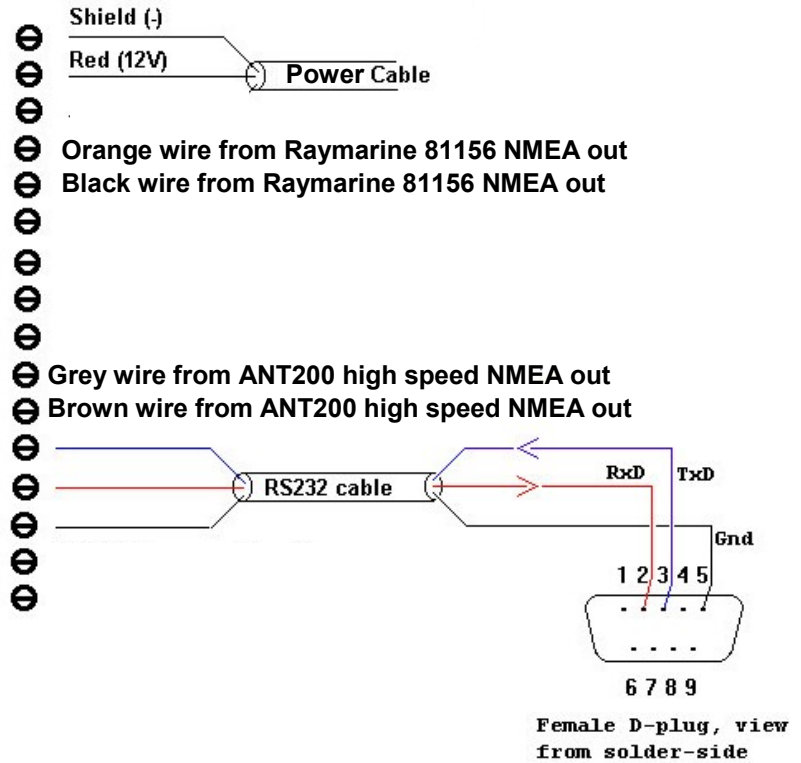 Shield (-)
Red (12V)
Power Cable
Orange wire from Raymarine 81156 NMEA out
Black wire from Raymarine 81156 NMEA out
Grey wire from ANT200 high speed NMEA out
Brown wire from ANT200 high speed NMEA out
RS232 cable
RxD TxD
Gnd
1 2 3 4 5
6 7 8 9
Female D-plug, view
from solder-side